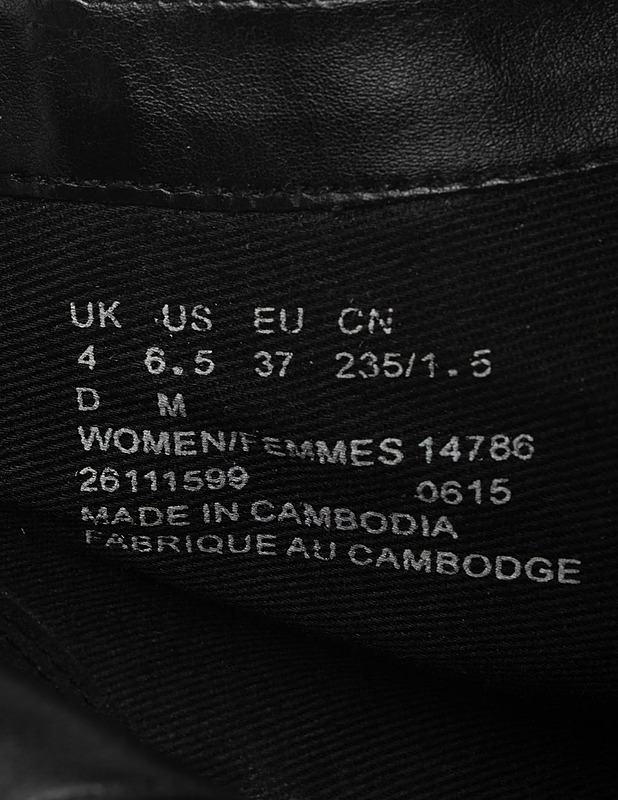 UK US EU CN
4 6.5 37 235/1.5
D M
WOMEN/FEMMES 14786
26111599 0615
MADE IN CAMBODIA
FABRIQUE AU CAMBODGE